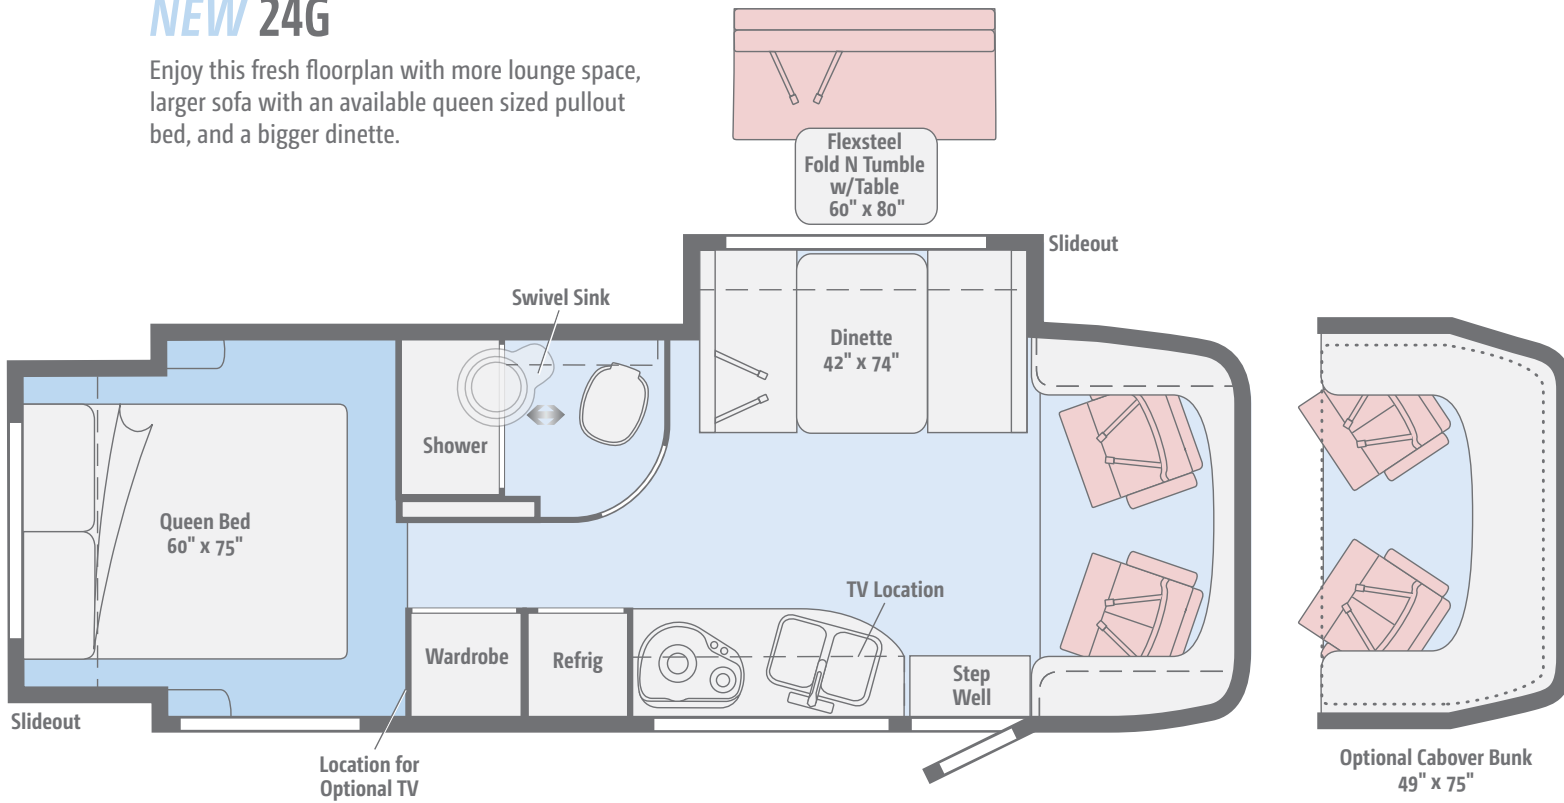 NEW 24G
Enjoy this fresh floorplan with more lounge space,
larger sofa with an available queen sized pullout
bed, and a bigger dinette.
Flexsteel
Fold N Tumble
w/Table
60" x 80"
Slideout
Swivel Sink
Dinette
42" x 74"
Shower
Queen Bed
60" x 75"
TV Location
Wardrobe
Refrig
Step
Well
Slideout
Location for
Optional TV
Optional Cabover Bunk
49" x 75"